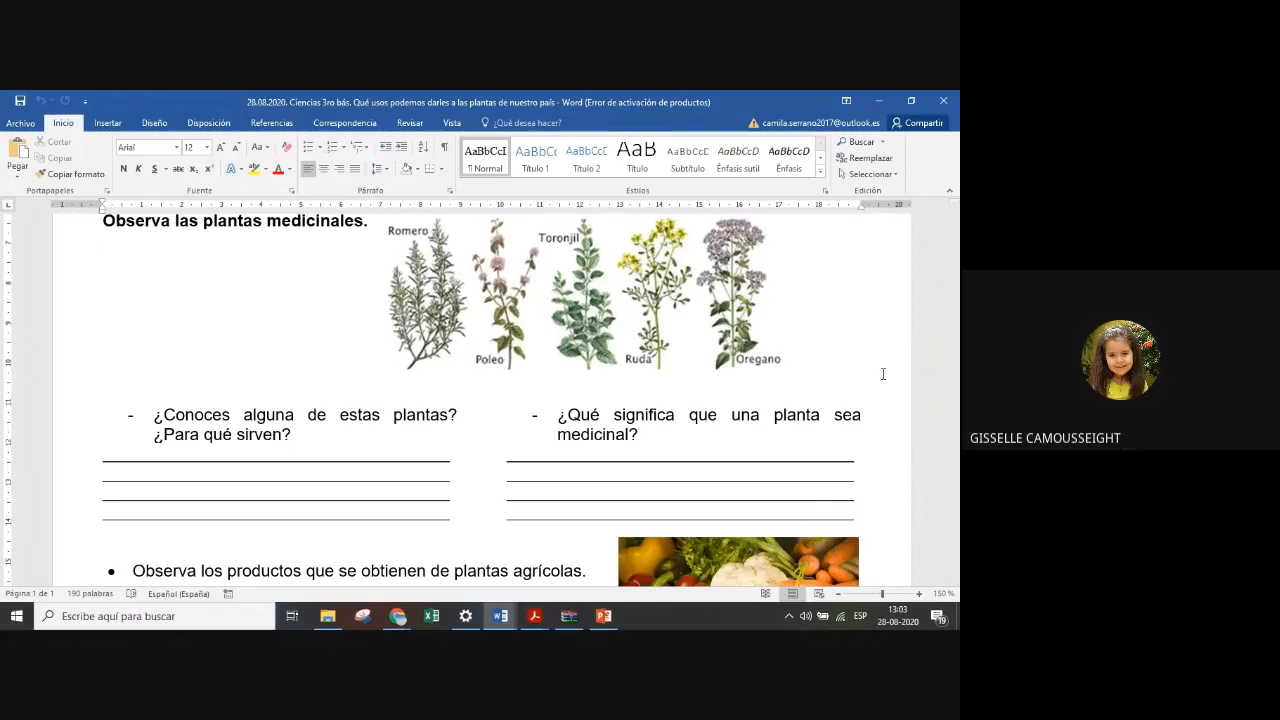 28.08.2020. Ciencias 3ro bás. Qué usos podemos darles a las plantas de nuestro país - Word (Error de activación de productos)
Archivo Inicio Insertar Diseño Disposición Referencias Correspondencia Revisar Vista ¿Qué desea hacer? camila.serrano2017@outlook.es Compartir
Pegar
Cortar
Copiar
Copiar formato
Portapapeles
Arial 12
N K S abc x₂ x²
Fuente
Párrafo
AaBbCcI AaBbCc AaBbCcC AaB AaBbCcC AaBbCcD AaBbCcD
¶ Normal Título 1 Título 2 Título Subtítulo Énfasis sutil Énfasis
Estilos
Buscar
Reemplazar
Seleccionar
Edición
Observa las plantas medicinales.
Romero
Poleo
Toronjil
Ruda
Oregano
- ¿Conoces alguna de estas plantas?
¿Para qué sirven?
- ¿Qué significa que una planta sea
medicinal?
• Observa los productos que se obtienen de plantas agrícolas.
Página 1 de 1 190 palabras Español (España) 150 %
Escribe aquí para buscar
ESP
13:03
28-08-2020
19
GISSELLE CAMOUSSEIGHT